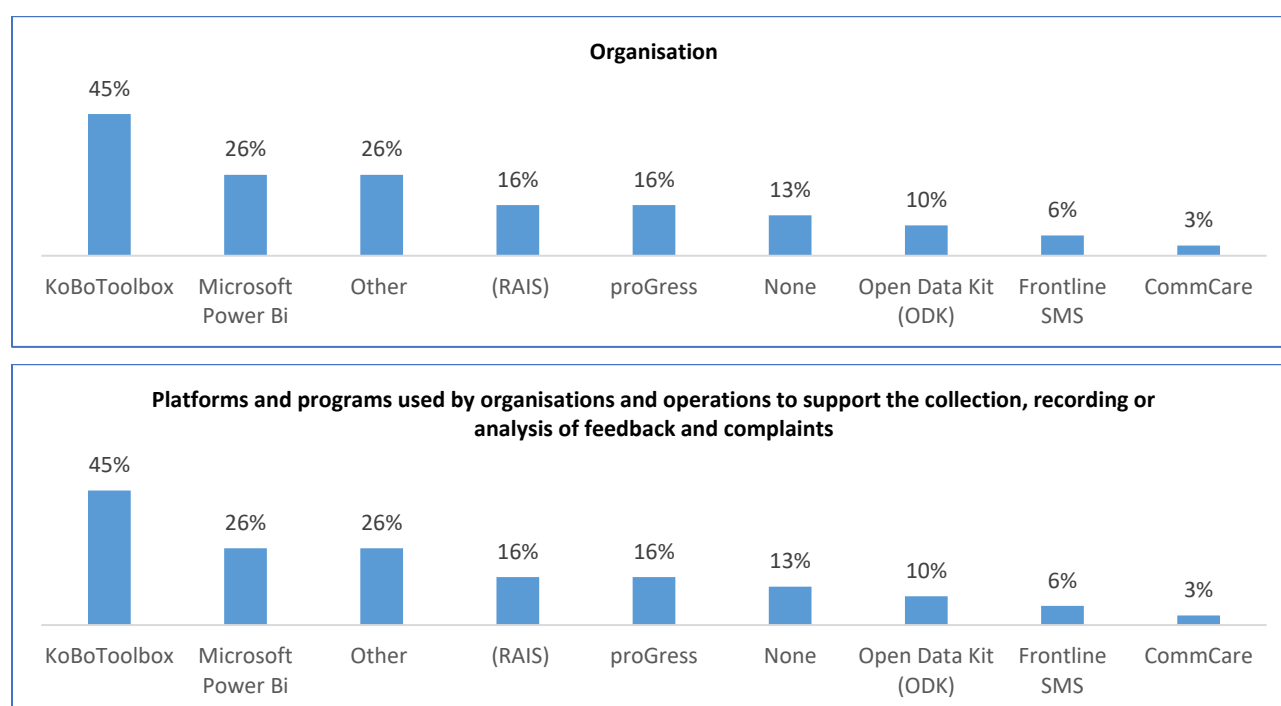 Organisation
45%
26%
26%
16%
16%
13%
10%
6%
3%
KoBoToolbox
Microsoft
Power Bi
Other
(RAIS)
proGress
None
Open Data Kit
(ODK)
Frontline
SMS
CommCare
Platforms and programs used by organisations and operations to support the collection, recording or
analysis of feedback and complaints
45%
26%
26%
16%
16%
13%
10%
6%
3%
KoBoToolbox
Microsoft
Power Bi
Other
(RAIS)
proGress
None
Open Data Kit
(ODK)
Frontline
SMS
CommCare